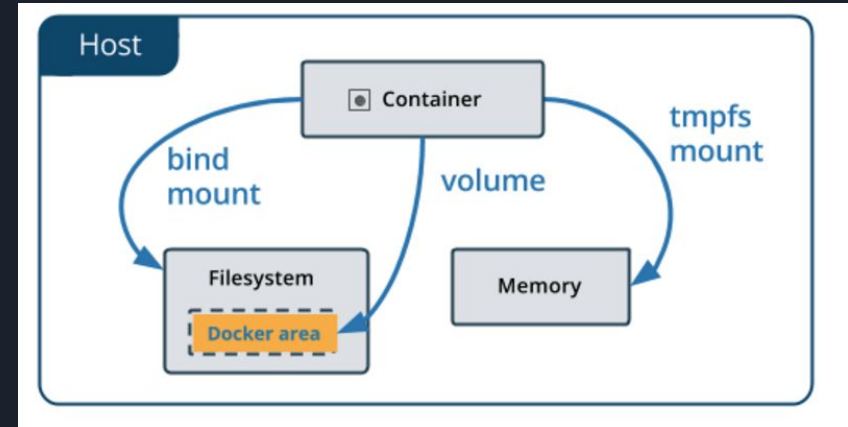 Host
Container
bind
mount
volume
tmpfs
mount
Filesystem
Docker area
Memory